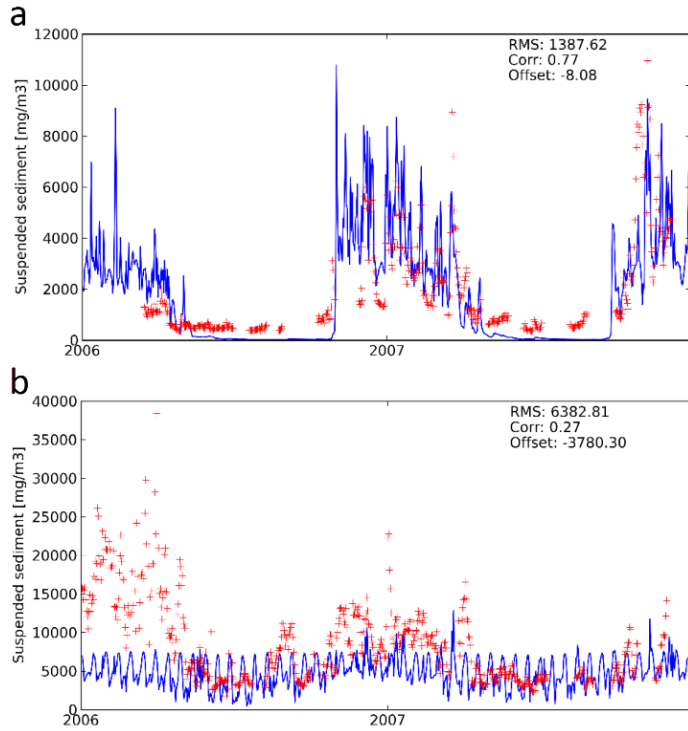 a
12000
10000
8000
6000
4000
2000
0
Suspended sediment [mg/m3]
RMS: 1387.62
Corr: 0.77
Offset: -8.08
2006
2007
b
40000
35000
30000
25000
20000
15000
10000
5000
0
Suspended sediment [mg/m3]
RMS: 6382.81
Corr: 0.27
Offset: -3780.30
2006
2007